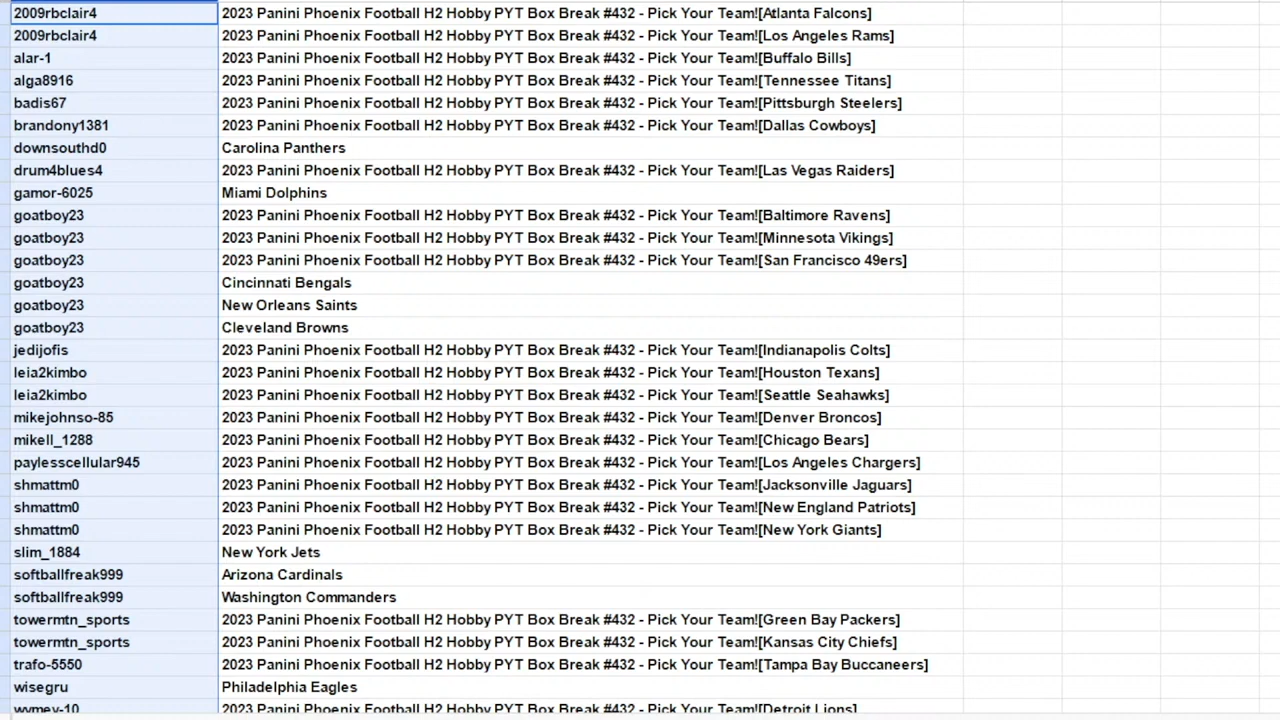 2009rbclair4 2023 Panini Phoenix Football H2 Hobby PYT Box Break #432 - Pick Your Team![Atlanta Falcons]
2009rbclair4 2023 Panini Phoenix Football H2 Hobby PYT Box Break #432 - Pick Your Team![Los Angeles Rams]
alar-1 2023 Panini Phoenix Football H2 Hobby PYT Box Break #432 - Pick Your Team![Buffalo Bills]
alga8916 2023 Panini Phoenix Football H2 Hobby PYT Box Break #432 - Pick Your Team![Tennessee Titans]
badis67 2023 Panini Phoenix Football H2 Hobby PYT Box Break #432 - Pick Your Team![Pittsburgh Steelers]
brandony1381 2023 Panini Phoenix Football H2 Hobby PYT Box Break #432 - Pick Your Team![Dallas Cowboys]
downsouthd0 Carolina Panthers
drum4blues4 2023 Panini Phoenix Football H2 Hobby PYT Box Break #432 - Pick Your Team![Las Vegas Raiders]
gamor-6025 Miami Dolphins
goatboy23 2023 Panini Phoenix Football H2 Hobby PYT Box Break #432 - Pick Your Team![Baltimore Ravens]
goatboy23 2023 Panini Phoenix Football H2 Hobby PYT Box Break #432 - Pick Your Team![Minnesota Vikings]
goatboy23 2023 Panini Phoenix Football H2 Hobby PYT Box Break #432 - Pick Your Team![San Francisco 49ers]
goatboy23 Cincinnati Bengals
goatboy23 New Orleans Saints
goatboy23 Cleveland Browns
jedijofis 2023 Panini Phoenix Football H2 Hobby PYT Box Break #432 - Pick Your Team![Indianapolis Colts]
leia2kimbo 2023 Panini Phoenix Football H2 Hobby PYT Box Break #432 - Pick Your Team![Houston Texans]
leia2kimbo 2023 Panini Phoenix Football H2 Hobby PYT Box Break #432 - Pick Your Team![Seattle Seahawks]
mikejohnso-85 2023 Panini Phoenix Football H2 Hobby PYT Box Break #432 - Pick Your Team![Denver Broncos]
mikell_1288 2023 Panini Phoenix Football H2 Hobby PYT Box Break #432 - Pick Your Team![Chicago Bears]
paylesscellular945 2023 Panini Phoenix Football H2 Hobby PYT Box Break #432 - Pick Your Team![Los Angeles Chargers]
shmattm0 2023 Panini Phoenix Football H2 Hobby PYT Box Break #432 - Pick Your Team![Jacksonville Jaguars]
shmattm0 2023 Panini Phoenix Football H2 Hobby PYT Box Break #432 - Pick Your Team![New England Patriots]
shmattm0 2023 Panini Phoenix Football H2 Hobby PYT Box Break #432 - Pick Your Team![New York Giants]
slim_1884 New York Jets
softballfreak999 Arizona Cardinals
softballfreak999 Washington Commanders
towermtn_sports 2023 Panini Phoenix Football H2 Hobby PYT Box Break #432 - Pick Your Team![Green Bay Packers]
towermtn_sports 2023 Panini Phoenix Football H2 Hobby PYT Box Break #432 - Pick Your Team![Kansas City Chiefs]
trafo-5550 2023 Panini Phoenix Football H2 Hobby PYT Box Break #432 - Pick Your Team![Tampa Bay Buccaneers]
wisegru Philadelphia Eagles
2023 Panini Phoenix Football H2 Hobby PYT Box Break #432 - Pick Your Team![Detroit Lions]